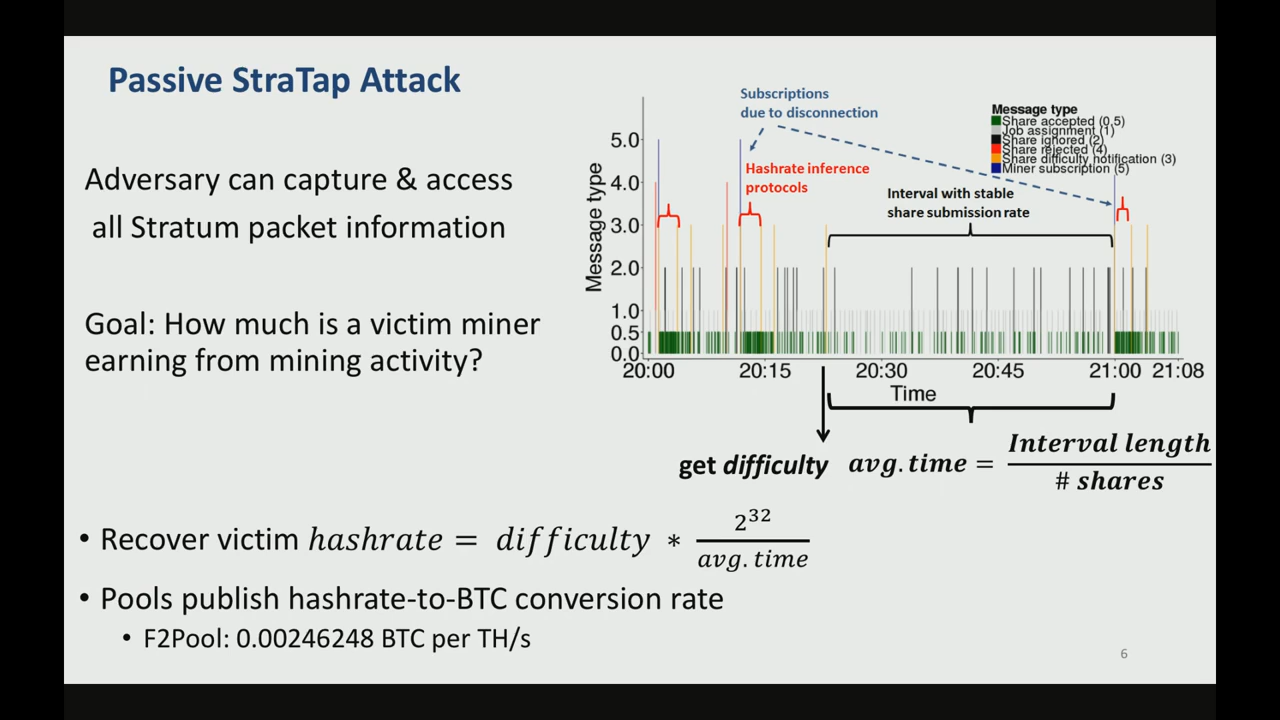 Passive StraTap Attack
Adversary can capture & access
all Stratum packet information
Goal: How much is a victim miner
earning from mining activity?
Subscriptions
due to disconnection
Message type
Share accepted (0.5)
Job assignment (1)
Share ignored (2)
Share rejected (4)
Share difficulty notification (3)
Miner subscription (5)
Hashrate inference
protocols
Interval with stable
share submission rate
Message type
5.0
4.0
3.0
2.0
1.0
0.5
0.0
20:00 20:15 20:30 20:45 21:00 21:08
Time
get difficulty
avg.time = Interval length / # shares
• Recover victim hashrate = difficulty * 2^32 / avg.time
• Pools publish hashrate-to-BTC conversion rate
• F2Pool: 0.00246248 BTC per TH/s
6